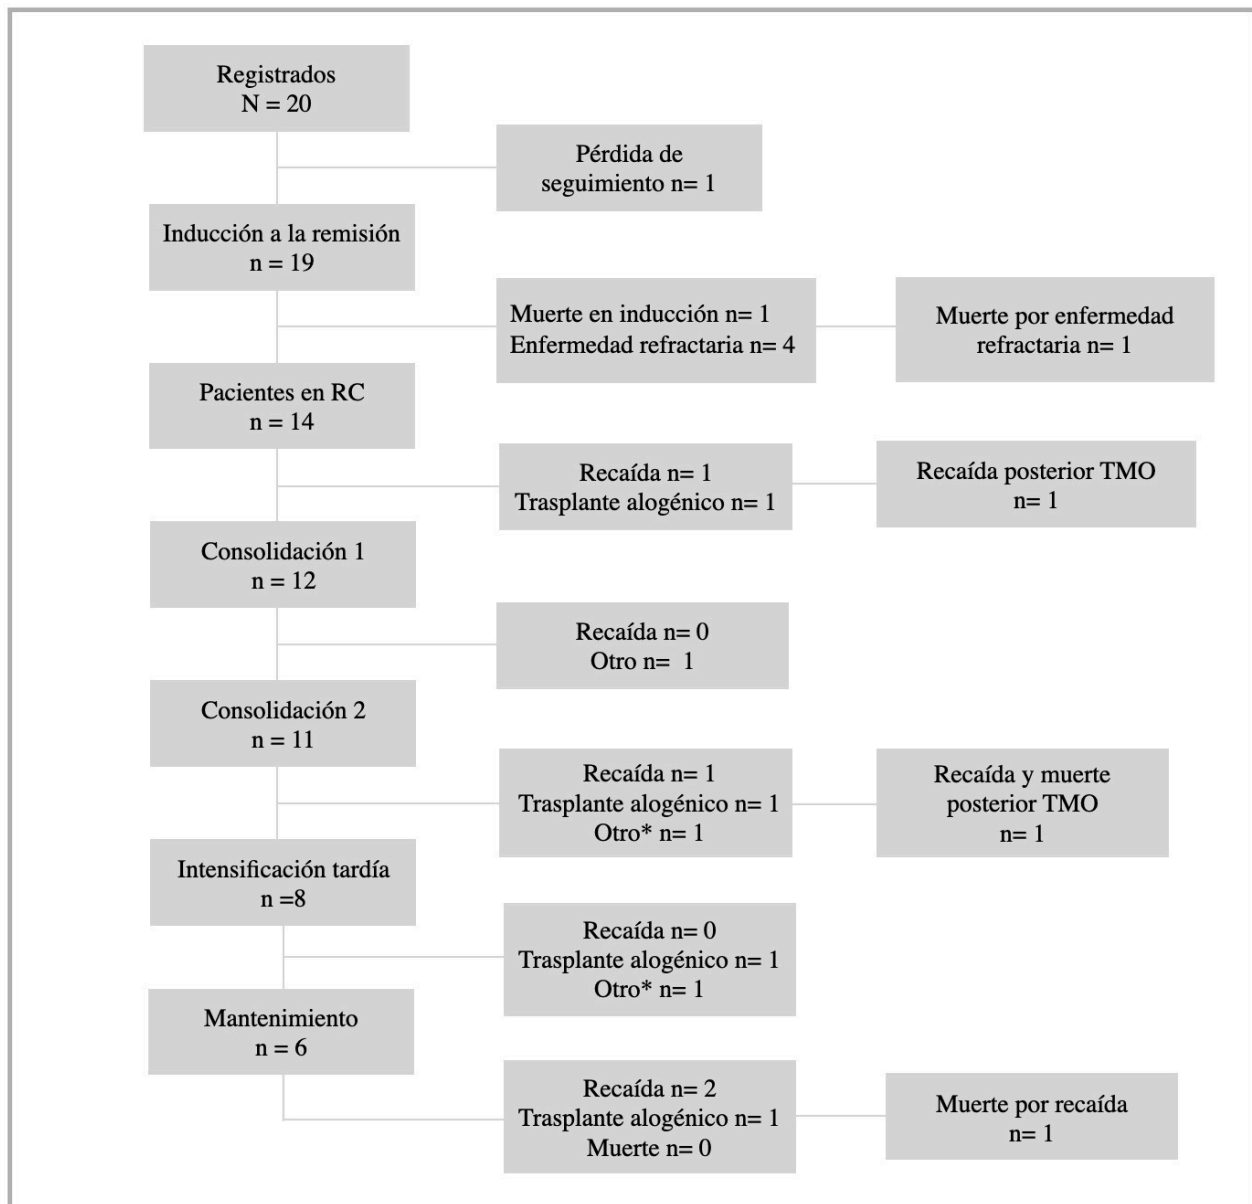 Registrados
N = 20
Pérdida de
seguimiento n= 1
Inducción a la remisión
n = 19
Muerte en inducción n= 1
Enfermedad refractaria n= 4
Muerte por enfermedad
refractaria n= 1
Pacientes en RC
n = 14
Recaída n= 1
Trasplante alogénico n= 1
Recaída posterior TMO
n= 1
Consolidación 1
n = 12
Recaída n= 0
Otro n=  1
Consolidación 2
n = 11
Recaída n= 1
Trasplante alogénico n= 1
Otro* n= 1
Recaída y muerte
posterior TMO
n= 1
Intensificación tardía
n =8
Recaída n= 0
Trasplante alogénico n= 1
Otro* n= 1
Mantenimiento
n = 6
Recaída n= 2
Trasplante alogénico n= 1
Muerte n= 0
Muerte por recaída
n= 1